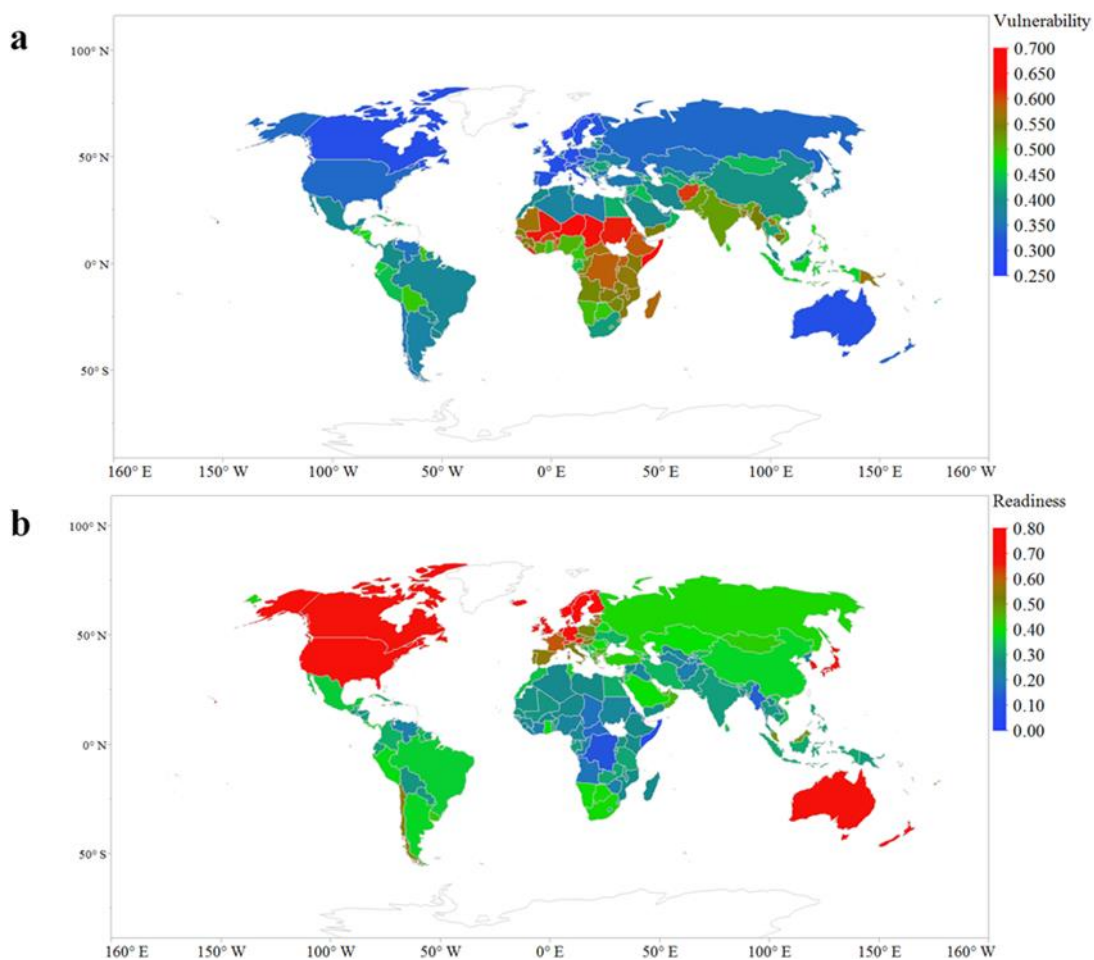 a
Vulnerability
0.700
0.650
0.600
0.550
0.500
0.450
0.400
0.350
0.300
0.250
100° N
50° N
0° N
50° S
160° E 150° W 100° W 50° W 0° E 50° E 100° E 150° E 160° W
b
Readiness
0.80
0.70
0.60
0.50
0.40
0.30
0.20
0.10
0.00
100° N
50° N
0° N
50° S
160° E 150° W 100° W 50° W 0° E 50° E 100° E 150° E 160° W